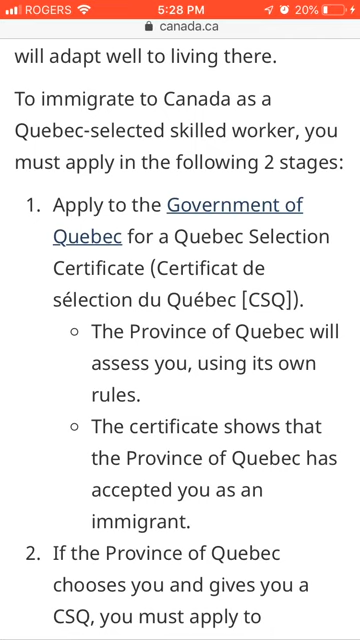 ROGERS 5:28 PM 20%
canada.ca
will adapt well to living there.
To immigrate to Canada as a
Quebec-selected skilled worker, you
must apply in the following 2 stages:
1. Apply to the Government of
Quebec for a Quebec Selection
Certificate (Certificat de
sélection du Québec [CSQ]).
The Province of Quebec will
assess you, using its own
rules.
The certificate shows that
the Province of Quebec has
accepted you as an
immigrant.
2. If the Province of Quebec
chooses you and gives you a
CSQ, you must apply to